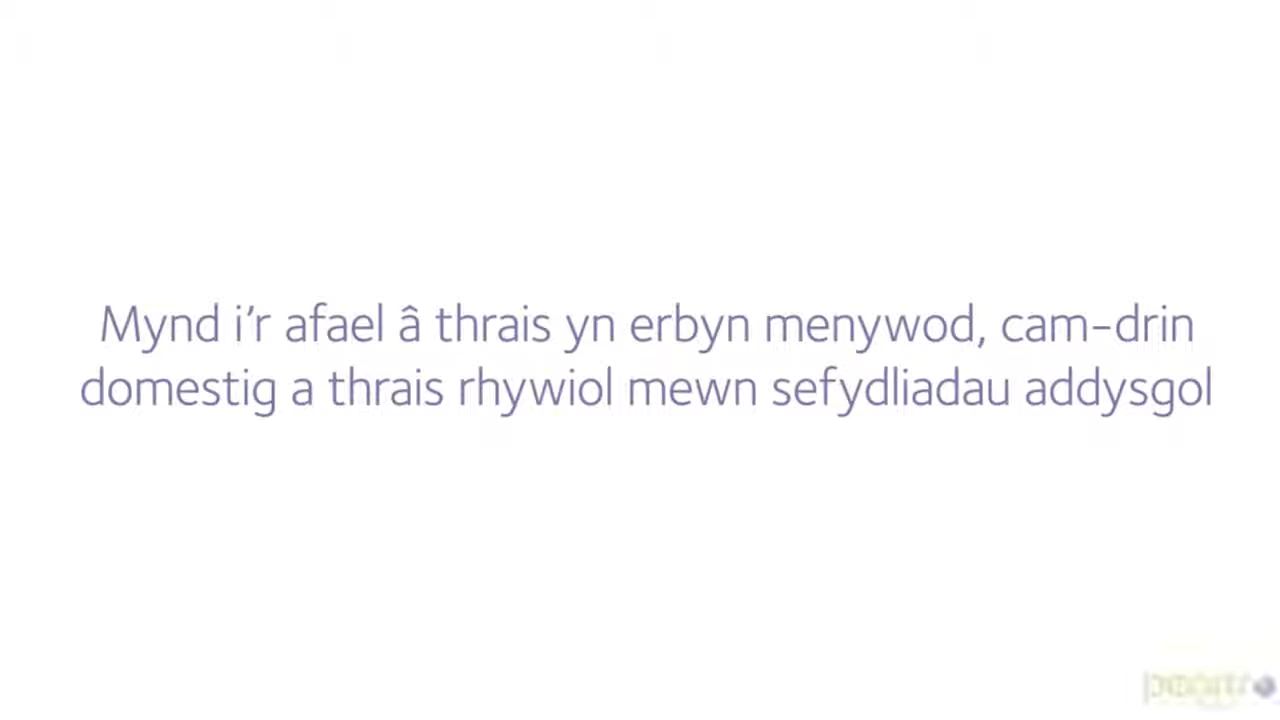 Mynd i'r afael â thrais yn erbyn menywod, cam-drin
domestig a thrais rhywiol mewn sefydliadau addysgol